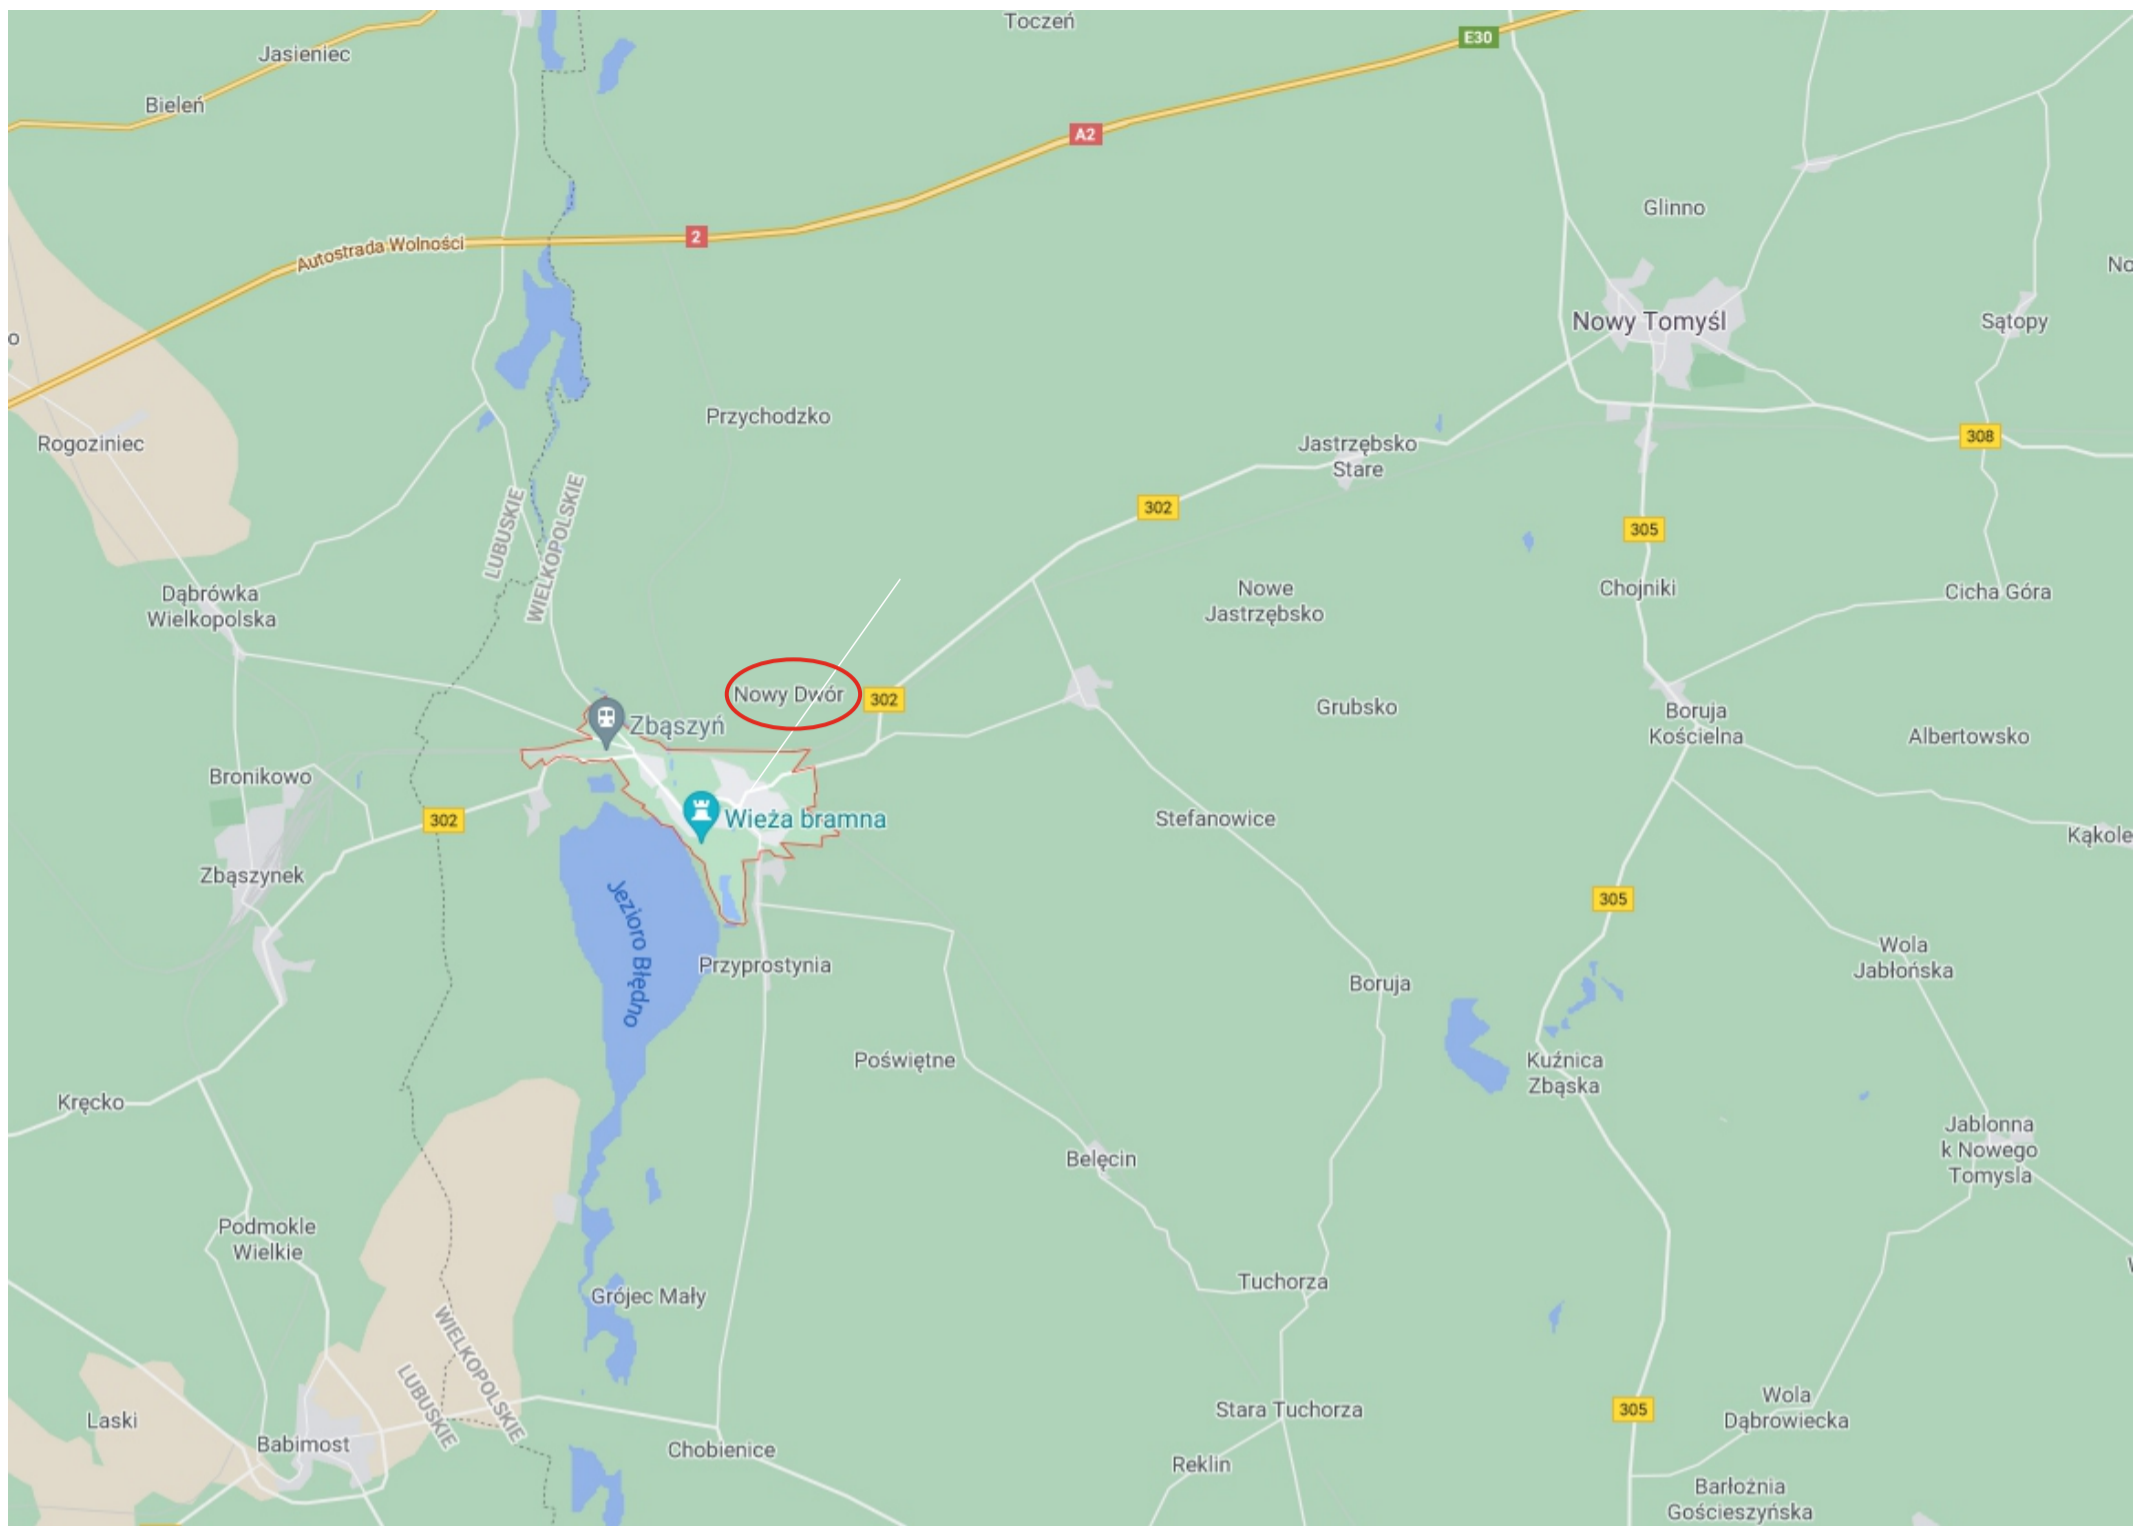 Toczeń
E30
Jasieniec
Bieleń
A2
Glinno
2
Autostrada Wolności
No
Nowy Tomyśl
Sątopy
o
Przychodzko
Rogoziniec
Jastrzębsko
Stare
308
302
305
LUBUSKIE
WIELKOPOLSKIE
Dąbrówka
Wielkopolska
Nowe
Jastrzębsko
Chojniki
Cicha Góra
Nowy Dwór
302
Grubsko
Zbąszyń
Boruja
Kościelna
Albertowsko
Bronikowo
302
Wieża bramna
Stefanowice
Kąkole
Zbąszynek
305
Jezioro Błędno
Wola
Jabłońska
Przyprostynia
Boruja
Poświętne
Kuźnica
Zbąska
Kręcko
Jablonna
k Nowego
Tomysla
Belęcin
Podmokle
Wielkie
Tuchorza
Grójec Mały
WIELKOPOLSKIE
LUBUSKIE
Wola
Dąbrowiecka
Laski
Stara Tuchorza
305
Babimost
Chobienice
Reklin
Barłożnia
Gościeszyńska